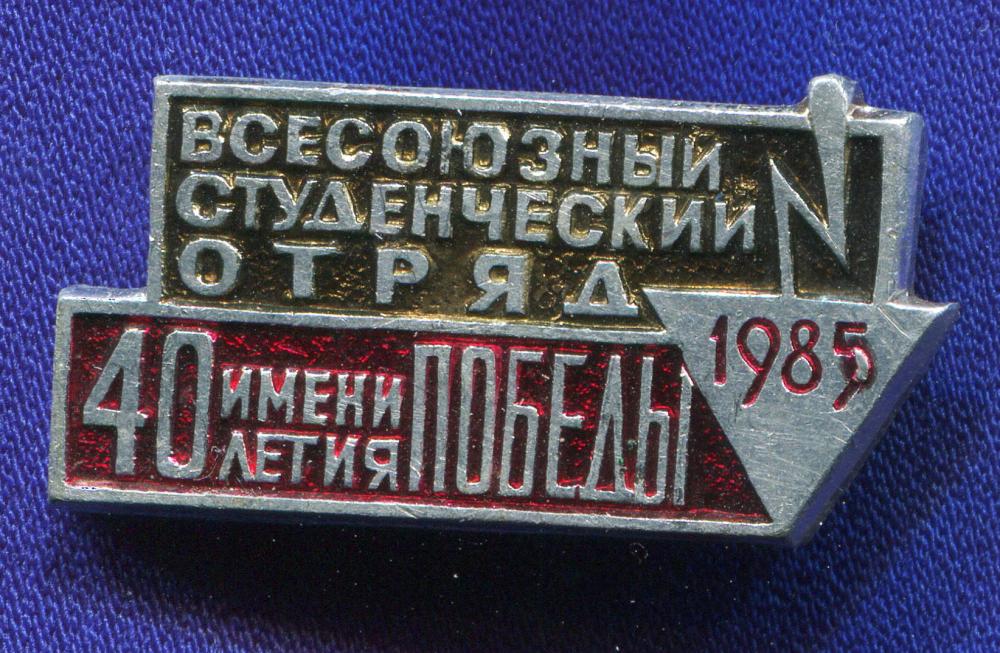 ВСЕСОЮЗНЫЙ
СТУДЕНЧЕСКИЙ
ОТРЯД
1985
40 ИМЕНИ ПОБЕДЫ
ЛЕТИЯ